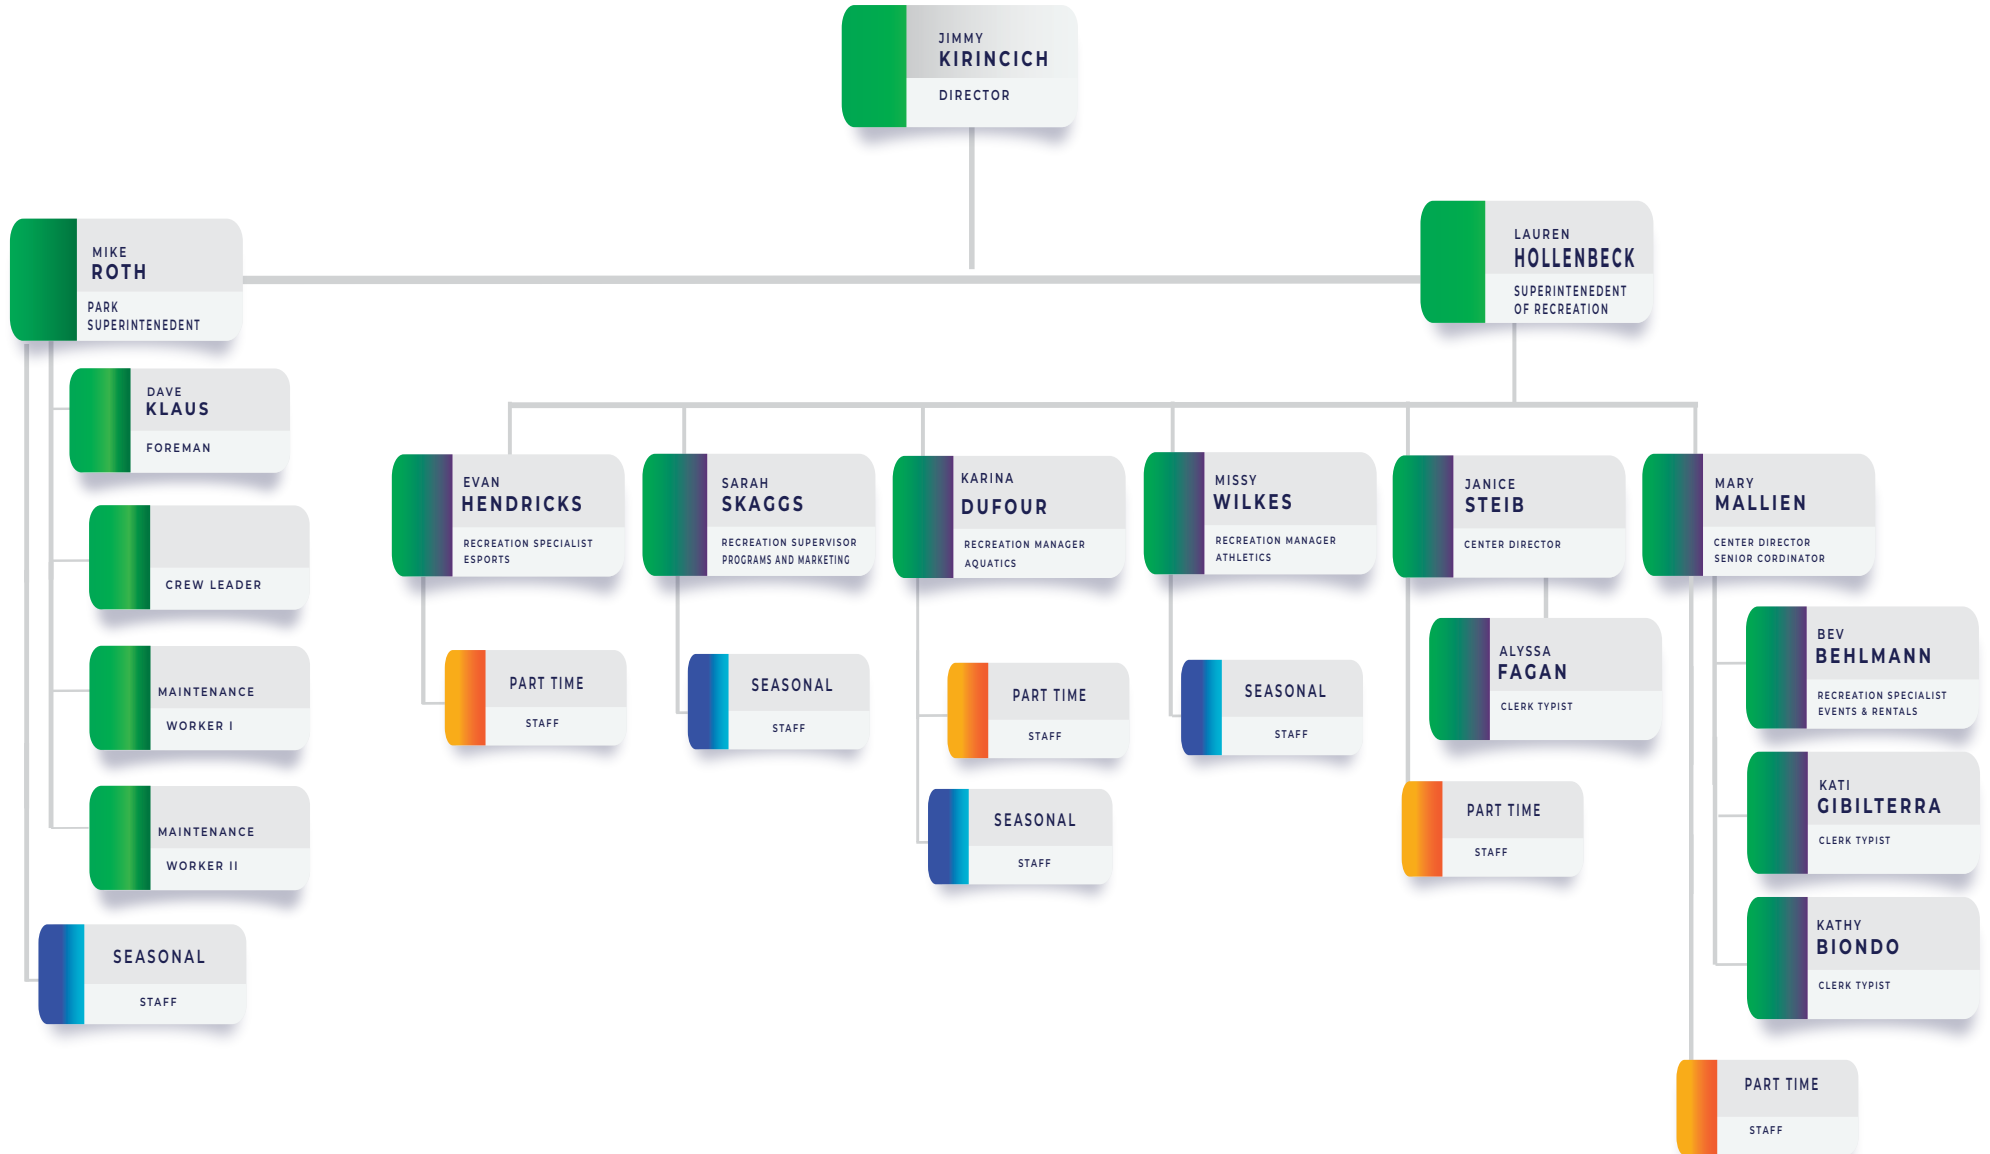 JIMMY
KIRINCICH
DIRECTOR
MIKE
ROTH
PARK
SUPERINTENEDENT
LAUREN
HOLLENBECK
SUPERINTENEDENT
OF RECREATION
DAVE
KLAUS
FOREMAN
CREW LEADER
MAINTENANCE
WORKER I
MAINTENANCE
WORKER II
SEASONAL
STAFF
EVAN
HENDRICKS
RECREATION SPECIALIST
ESPORTS
PART TIME
STAFF
SARAH
SKAGGS
RECREATION SUPERVISOR
PROGRAMS AND MARKETING
SEASONAL
STAFF
KARINA
DUFOUR
RECREATION MANAGER
AQUATICS
PART TIME
STAFF
SEASONAL
STAFF
MISSY
WILKES
RECREATION MANAGER
ATHLETICS
SEASONAL
STAFF
JANICE
STEIB
CENTER DIRECTOR
ALYSSA
FAGAN
CLERK TYPIST
PART TIME
STAFF
MARY
MALLIEN
CENTER DIRECTOR
SENIOR CORDINATOR
BEV
BEHLMANN
RECREATION SPECIALIST
EVENTS & RENTALS
KATI
GIBILTERRA
CLERK TYPIST
KATHY
BIONDO
CLERK TYPIST
PART TIME
STAFF